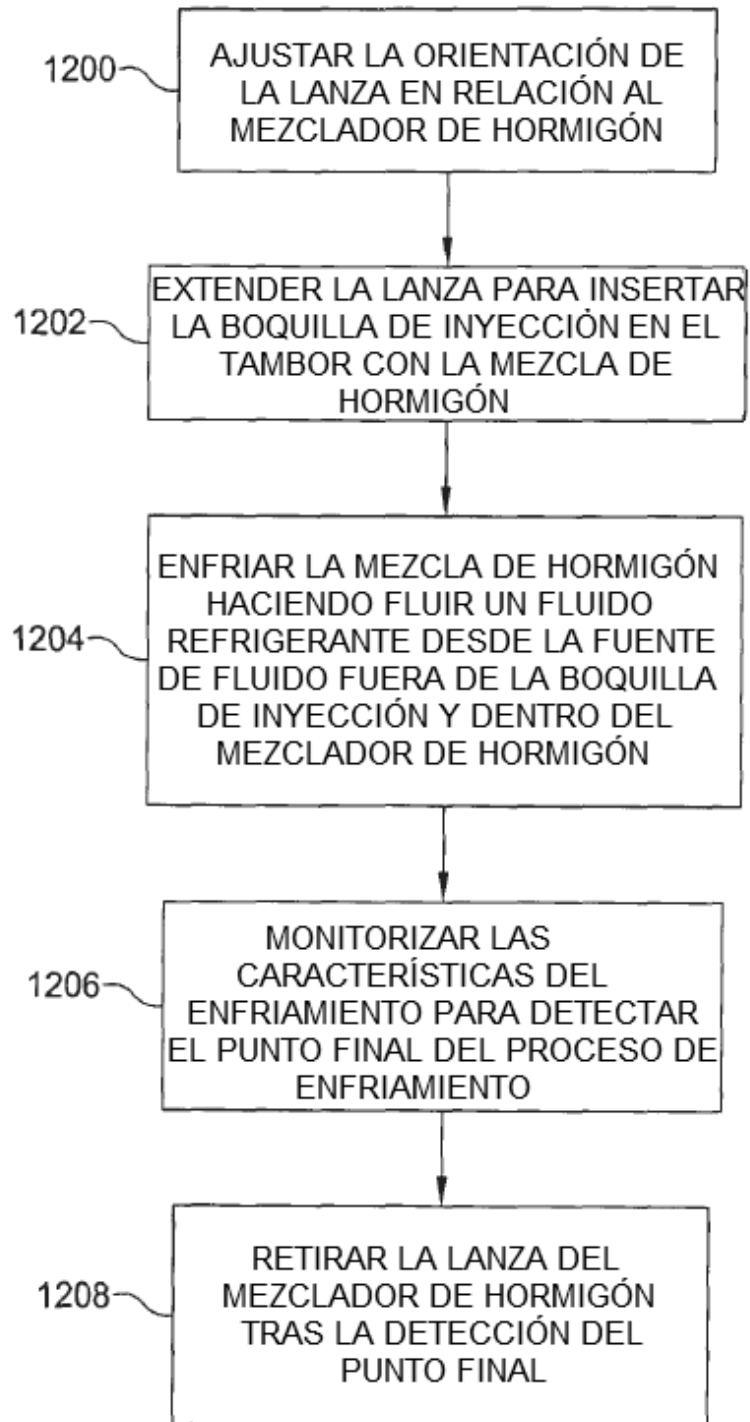 1200
AJUSTAR LA ORIENTACIÓN DE
LA LANZA EN RELACIÓN AL
MEZCLADOR DE HORMIGÓN
1202
EXTENDER LA LANZA PARA INSERTAR
LA BOQUILLA DE INYECCIÓN EN EL
TAMBOR CON LA MEZCLA DE
HORMIGÓN
1204
ENFRIAR LA MEZCLA DE HORMIGÓN
HACIENDO FLUIR UN FLUIDO
REFRIGERANTE DESDE LA FUENTE
DE FLUIDO FUERA DE LA BOQUILLA
DE INYECCIÓN Y DENTRO DEL
MEZCLADOR DE HORMIGÓN
1206
MONITORIZAR LAS
CARACTERÍSTICAS DEL
ENFRIAMIENTO PARA DETECTAR
EL PUNTO FINAL DEL PROCESO DE
ENFRIAMIENTO
1208
RETIRAR LA LANZA DEL
MEZCLADOR DE HORMIGÓN
TRAS LA DETECCIÓN DEL
PUNTO FINAL